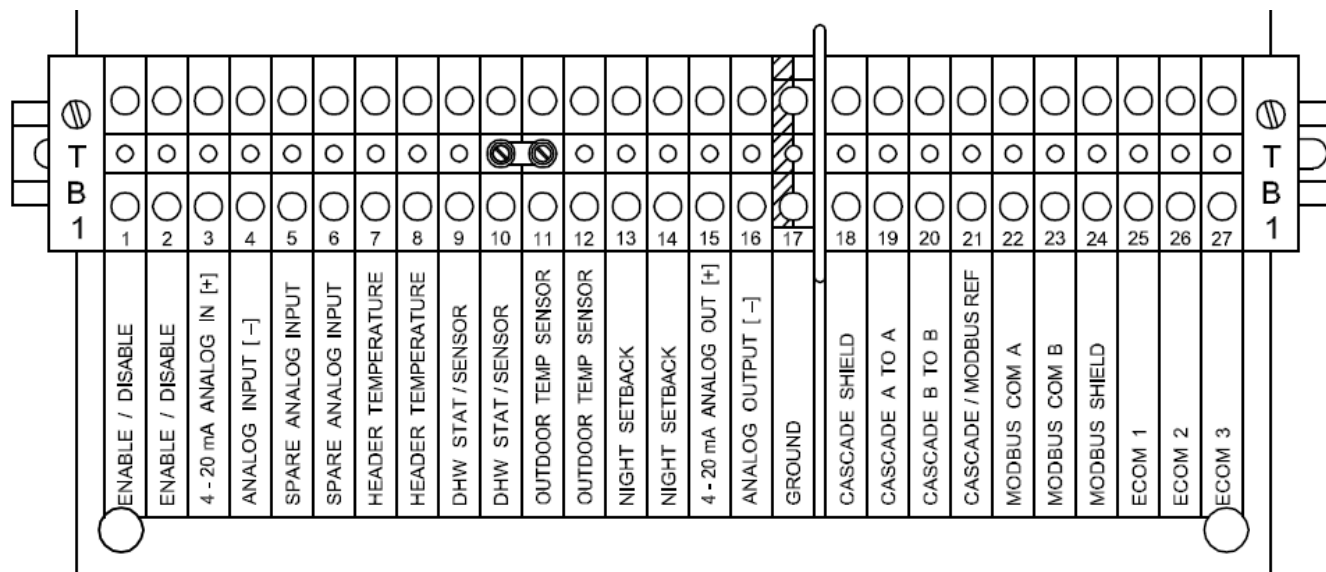 T
B
1
T
B
1
1 2 3 4 5 6 7 8 9 10 11 12 13 14 15 16 17 18 19 20 21 22 23 24 25 26 27
ENABLE / DISABLE
ENABLE / DISABLE
4 - 20 mA ANALOG IN [+]
ANALOG INPUT [ – ]
SPARE ANALOG INPUT
SPARE ANALOG INPUT
HEADER TEMPERATURE
HEADER TEMPERATURE
DHW STAT / SENSOR
DHW STAT / SENSOR
OUTDOOR TEMP SENSOR
OUTDOOR TEMP SENSOR
NIGHT SETBACK
NIGHT SETBACK
4 - 20 mA ANALOG OUT [+]
ANALOG OUTPUT [ – ]
GROUND
CASCADE SHIELD
CASCADE A TO A
CASCADE B TO B
CASCADE / MODBUS REF
MODBUS COM A
MODBUS COM B
MODBUS SHIELD
ECOM 1
ECOM 2
ECOM 3